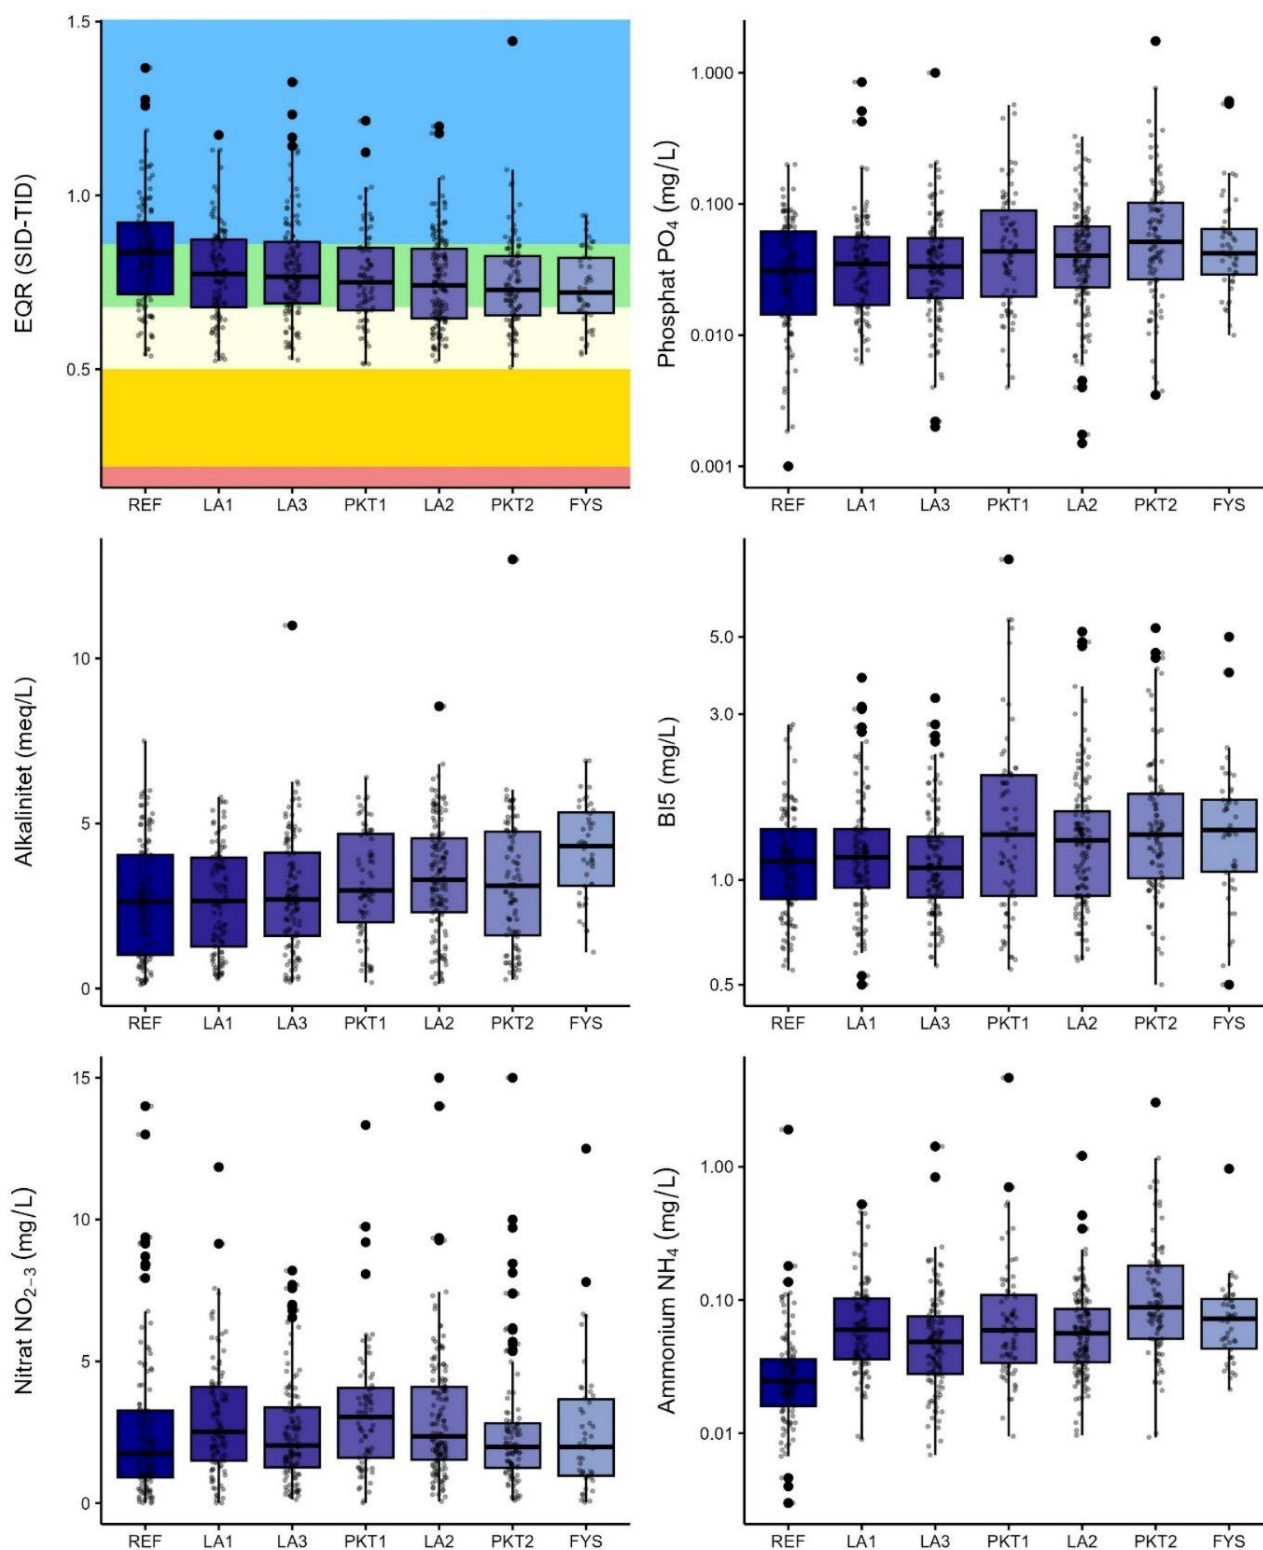 EQR (SID-TID)
1.5
1.0
0.5
REF LA1 LA3 PKT1 LA2 PKT2 FYS
Phosphat PO₄ (mg/L)
1.000
0.100
0.010
0.001
REF LA1 LA3 PKT1 LA2 PKT2 FYS
Alkalinitet (meq/L)
10
5
0
REF LA1 LA3 PKT1 LA2 PKT2 FYS
BI5 (mg/L)
5.0
3.0
1.0
0.5
REF LA1 LA3 PKT1 LA2 PKT2 FYS
Nitrat NO₂₋₃ (mg/L)
15
10
5
0
REF LA1 LA3 PKT1 LA2 PKT2 FYS
Ammonium NH₄ (mg/L)
1.00
0.10
0.01
REF LA1 LA3 PKT1 LA2 PKT2 FYS